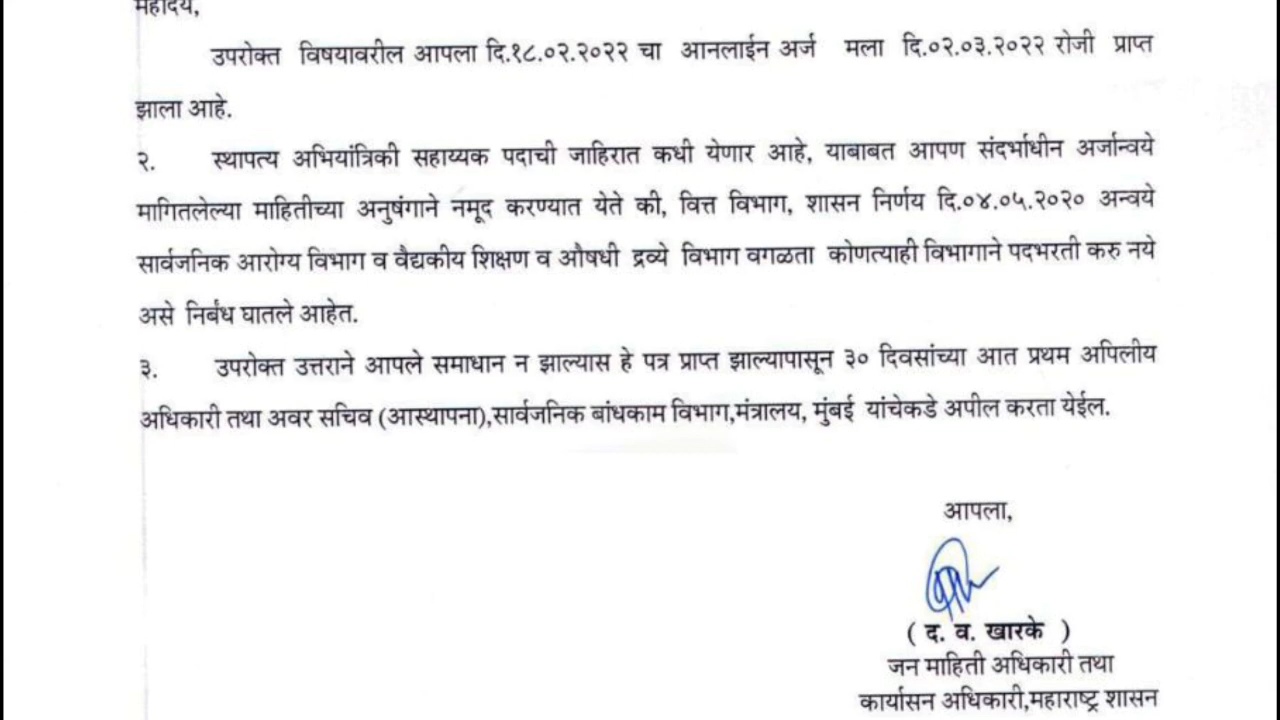 महोदय,
उपरोक्त विषयावरील आपला दि.१८.०२.२०२२ चा आनलाईन अर्ज मला दि.०२.०३.२०२२ रोजी प्राप्त
झाला आहे.
२. स्थापत्य अभियांत्रिकी सहाय्यक पदाची जाहिरात कधी येणार आहे, याबाबत आपण संदर्भाधीन अर्जान्वये
मागितलेल्या माहितीच्या अनुषंगाने नमूद करण्यात येते की, वित्त विभाग, शासन निर्णय दि.०४.०५.२०२० अन्वये
सार्वजनिक आरोग्य विभाग व वैद्यकीय शिक्षण व औषधी द्रव्ये विभाग वगळता कोणत्याही विभागाने पदभरती करु नये
असे निर्बंध घातले आहेत.
३. उपरोक्त उत्तराने आपले समाधान न झाल्यास हे पत्र प्राप्त झाल्यापासून ३० दिवसांच्या आत प्रथम अपिलीय
अधिकारी तथा अवर सचिव (आस्थापना),सार्वजनिक बांधकाम विभाग,मंत्रालय, मुंबई यांचेकडे अपील करता येईल.
आपला,
( द. व. खारके )
जन माहिती अधिकारी तथा
कार्यासन अधिकारी,महाराष्ट्र शासन